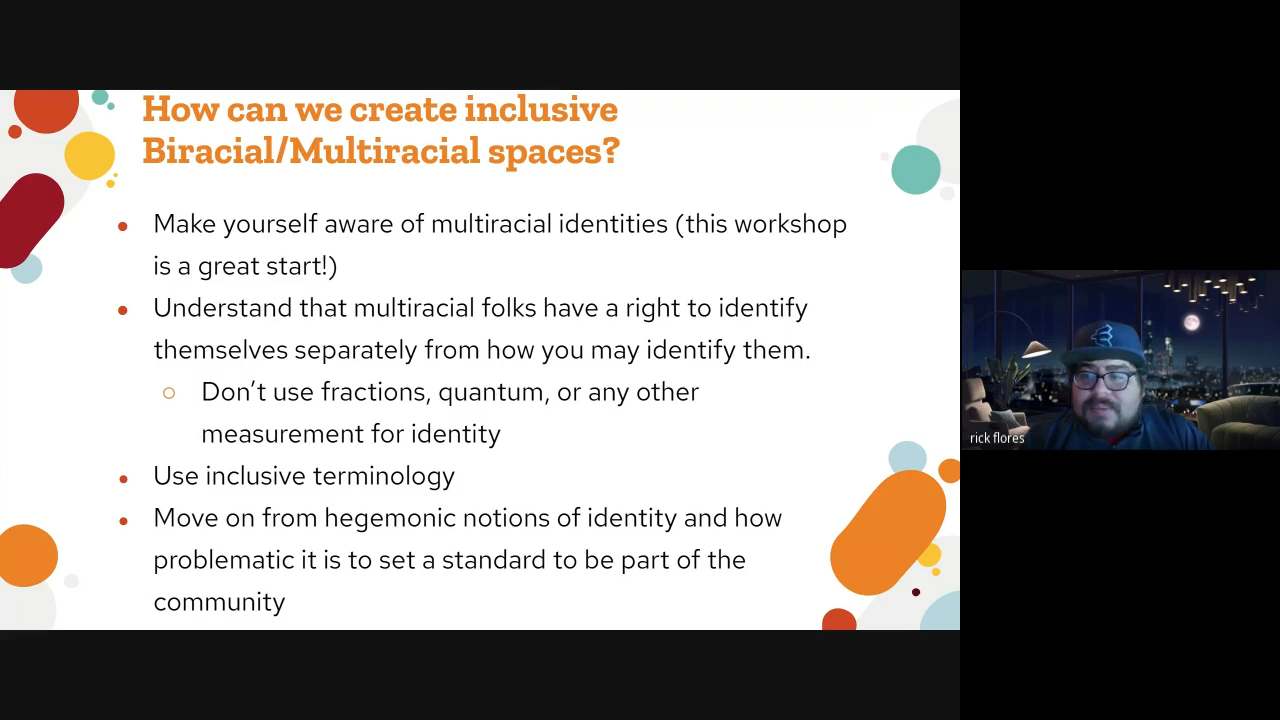 How can we create inclusive
Biracial/Multiracial spaces?
Make yourself aware of multiracial identities (this workshop
is a great start!)
Understand that multiracial folks have a right to identify
themselves separately from how you may identify them.
Don’t use fractions, quantum, or any other
measurement for identity
Use inclusive terminology
Move on from hegemonic notions of identity and how
problematic it is to set a standard to be part of the
community
rick flores